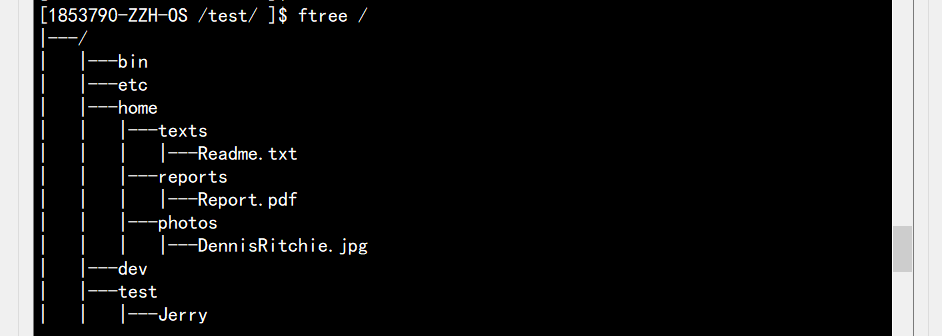 [1853790-ZZH-OS /test/ ]$ ftree /
|---/
|   |---bin
|   |---etc
|   |---home
|   |   |---texts
|   |   |   |---Readme.txt
|   |   |---reports
|   |   |   |---Report.pdf
|   |   |---photos
|   |   |   |---DennisRitchie.jpg
|   |---dev
|   |---test
|   |   |---Jerry